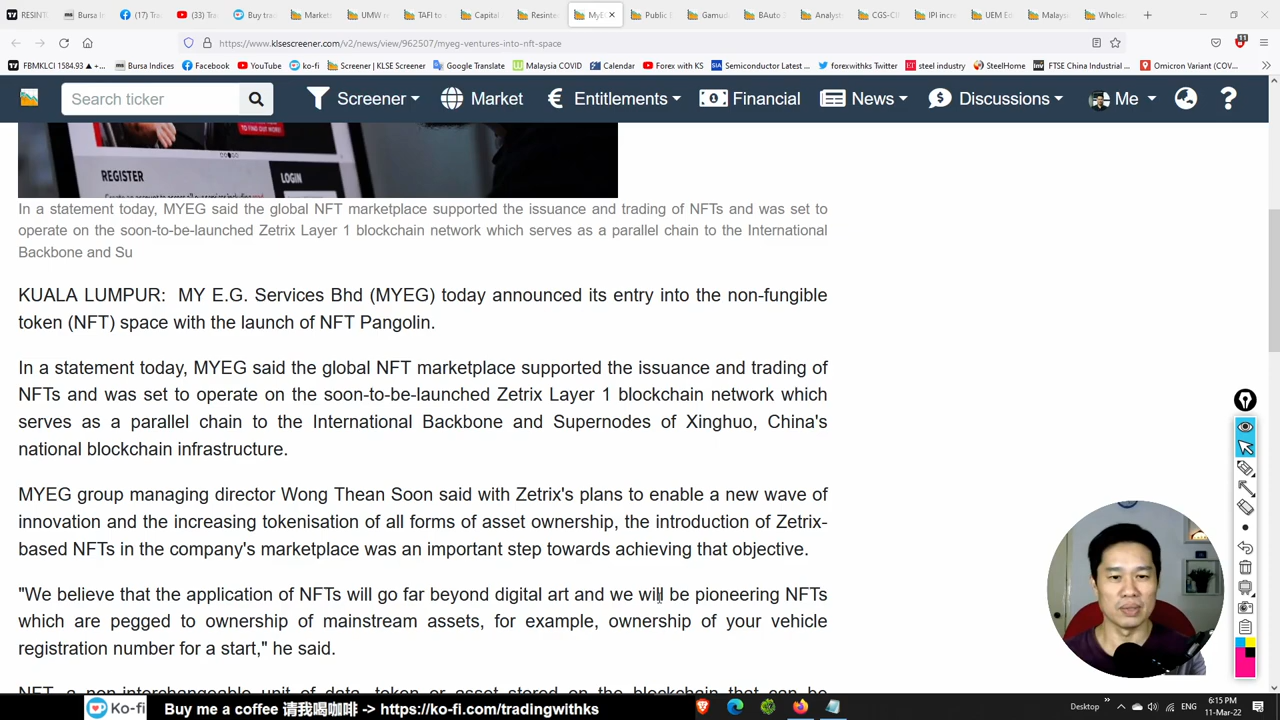 RESINT
Bursa In
(17) Fa
(33) Tra
Buy tra
Market
UMW re
TAFI to
Capital
Resinte
MyE
Public
Gamud
BAuto
Analyst
CGS-CI
IPI incre
UEM Ed
Malays
Wholes
https://www.klsescreener.com/v2/news/view/962507/myeg-ventures-into-nft-space
11
FBMKLCI 1584.93 ▲ +...
Bursa Indices
Facebook
YouTube
ko-fi
Screener | KLSE Screener
Google Translate
Malaysia COVID
Calendar
Forex with KS
Semiconductor Latest ...
forexwithks Twitter
steel industry
SteelHome
FTSE China Industrial ...
Omicron Variant (COV...
Search ticker
Screener
Market
Entitlements
Financial
News
Discussions
Me
REGISTER
LOGIN
In a statement today, MYEG said the global NFT marketplace supported the issuance and trading of NFTs and was set to
operate on the soon-to-be-launched Zetrix Layer 1 blockchain network which serves as a parallel chain to the International
Backbone and Su
KUALA LUMPUR: MY E.G. Services Bhd (MYEG) today announced its entry into the non-fungible
token (NFT) space with the launch of NFT Pangolin.
In a statement today, MYEG said the global NFT marketplace supported the issuance and trading of
NFTs and was set to operate on the soon-to-be-launched Zetrix Layer 1 blockchain network which
serves as a parallel chain to the International Backbone and Supernodes of Xinghuo, China's
national blockchain infrastructure.
MYEG group managing director Wong Thean Soon said with Zetrix's plans to enable a new wave of
innovation and the increasing tokenisation of all forms of asset ownership, the introduction of Zetrix-
based NFTs in the company's marketplace was an important step towards achieving that objective.
"We believe that the application of NFTs will go far beyond digital art and we will be pioneering NFTs
which are pegged to ownership of mainstream assets, for example, ownership of your vehicle
registration number for a start," he said.
NFT, a non-interchangeable unit of data, token or asset stored on the blockchain that can be
Ko-fi
Buy me a coffee 请我喝咖啡 -> https://ko-fi.com/tradingwithks
Desktop
ENG
6:15 PM
11-Mar-22